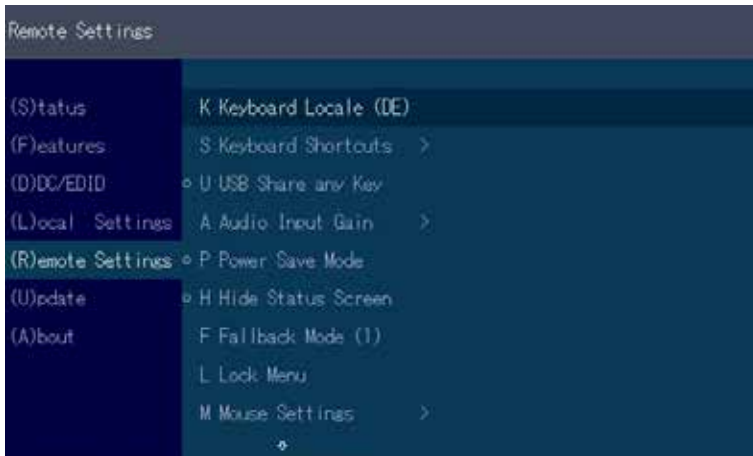 Remote Settings
(S)tatus
(F)eatures
(D)DC/EDID
(L)ocal Settings
(R)emote Settings
(U)pdate
(A)bout
K Keyboard Locale (DE)
S Keyboard Shortcuts >
U USB Share any Key
A Audio Input Gain >
P Power Save Mode
H Hide Status Screen
F Fallback Mode (1)
L Lock Menu
M Mouse Settings >